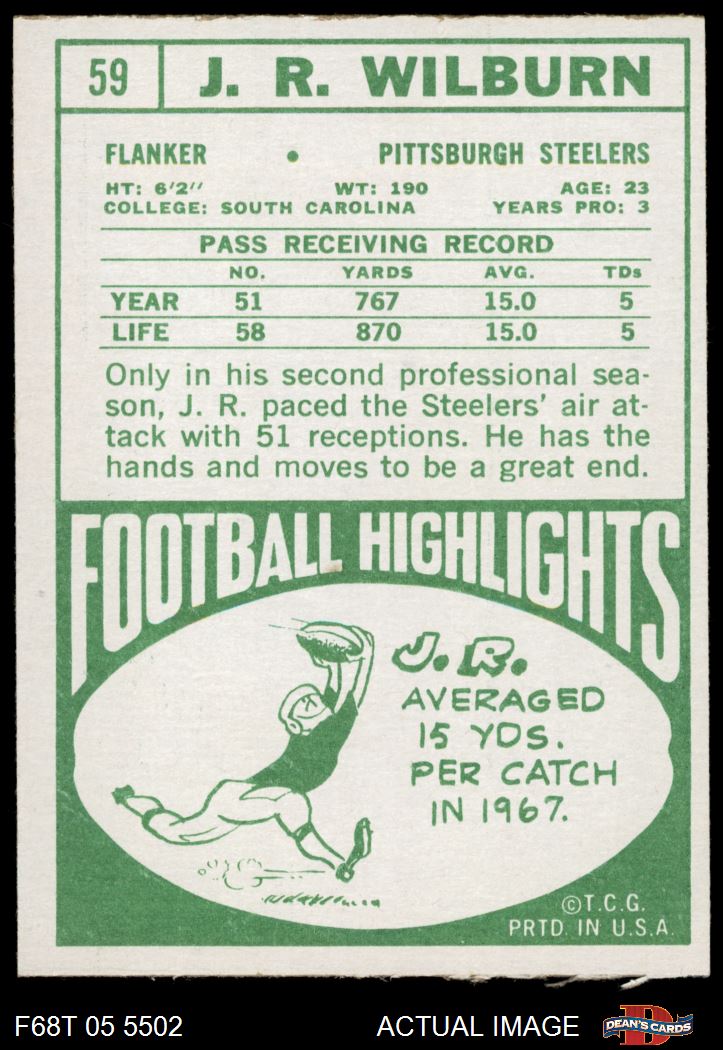 59 J. R. WILBURN
FLANKER • PITTSBURGH STEELERS
HT: 6'2" WT: 190 AGE: 23
COLLEGE: SOUTH CAROLINA YEARS PRO: 3
PASS RECEIVING RECORD
NO. YARDS AVG. TDs
YEAR 51 767 15.0 5
LIFE 58 870 15.0 5
Only in his second professional sea-
son, J. R. paced the Steelers' air at-
tack with 51 receptions. He has the
hands and moves to be a great end.
FOOTBALL HIGHLIGHTS
J. R.
AVERAGED
15 YDS.
PER CATCH
IN 1967.
©T.C.G.
PRTD. IN U.S.A.
F68T 05 5502 ACTUAL IMAGE D DEAN'S CARDS